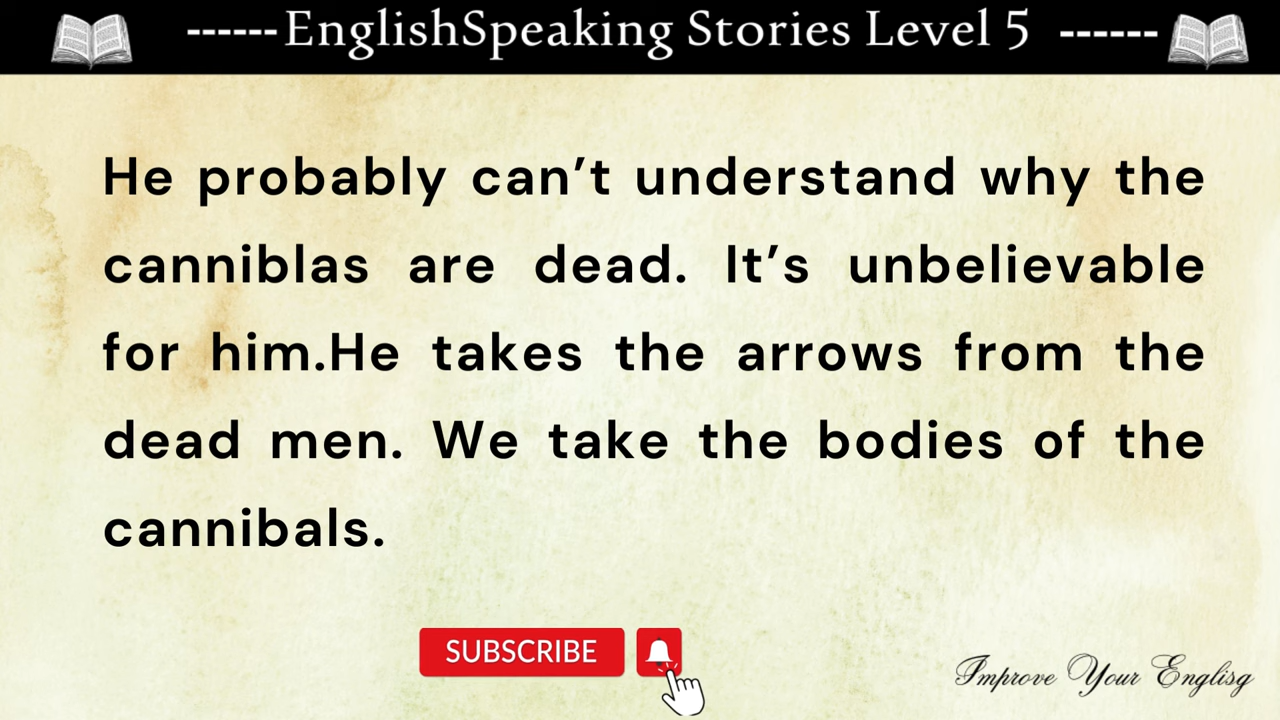 ------EnglishSpeaking Stories Level 5 ------
He probably can’t understand why the
canniblas are dead. It’s unbelievable
for him.He takes the arrows from the
dead men. We take the bodies of the
cannibals.
SUBSCRIBE
Improve Your Englisg